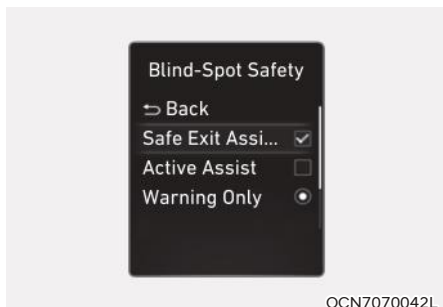 Blind-Spot Safety
Back
Safe Exit Assi...
Active Assist
Warning Only
OCN7070042L